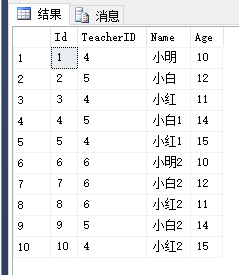 结果 消息
Id TeacherID Name Age
1 1 4 小明 10
2 2 5 小白 12
3 3 4 小红 11
4 4 5 小白1 14
5 5 4 小红1 15
6 6 6 小明2 10
7 7 6 小白2 12
8 8 6 小红2 11
9 9 5 小白2 14
10 10 4 小红2 15